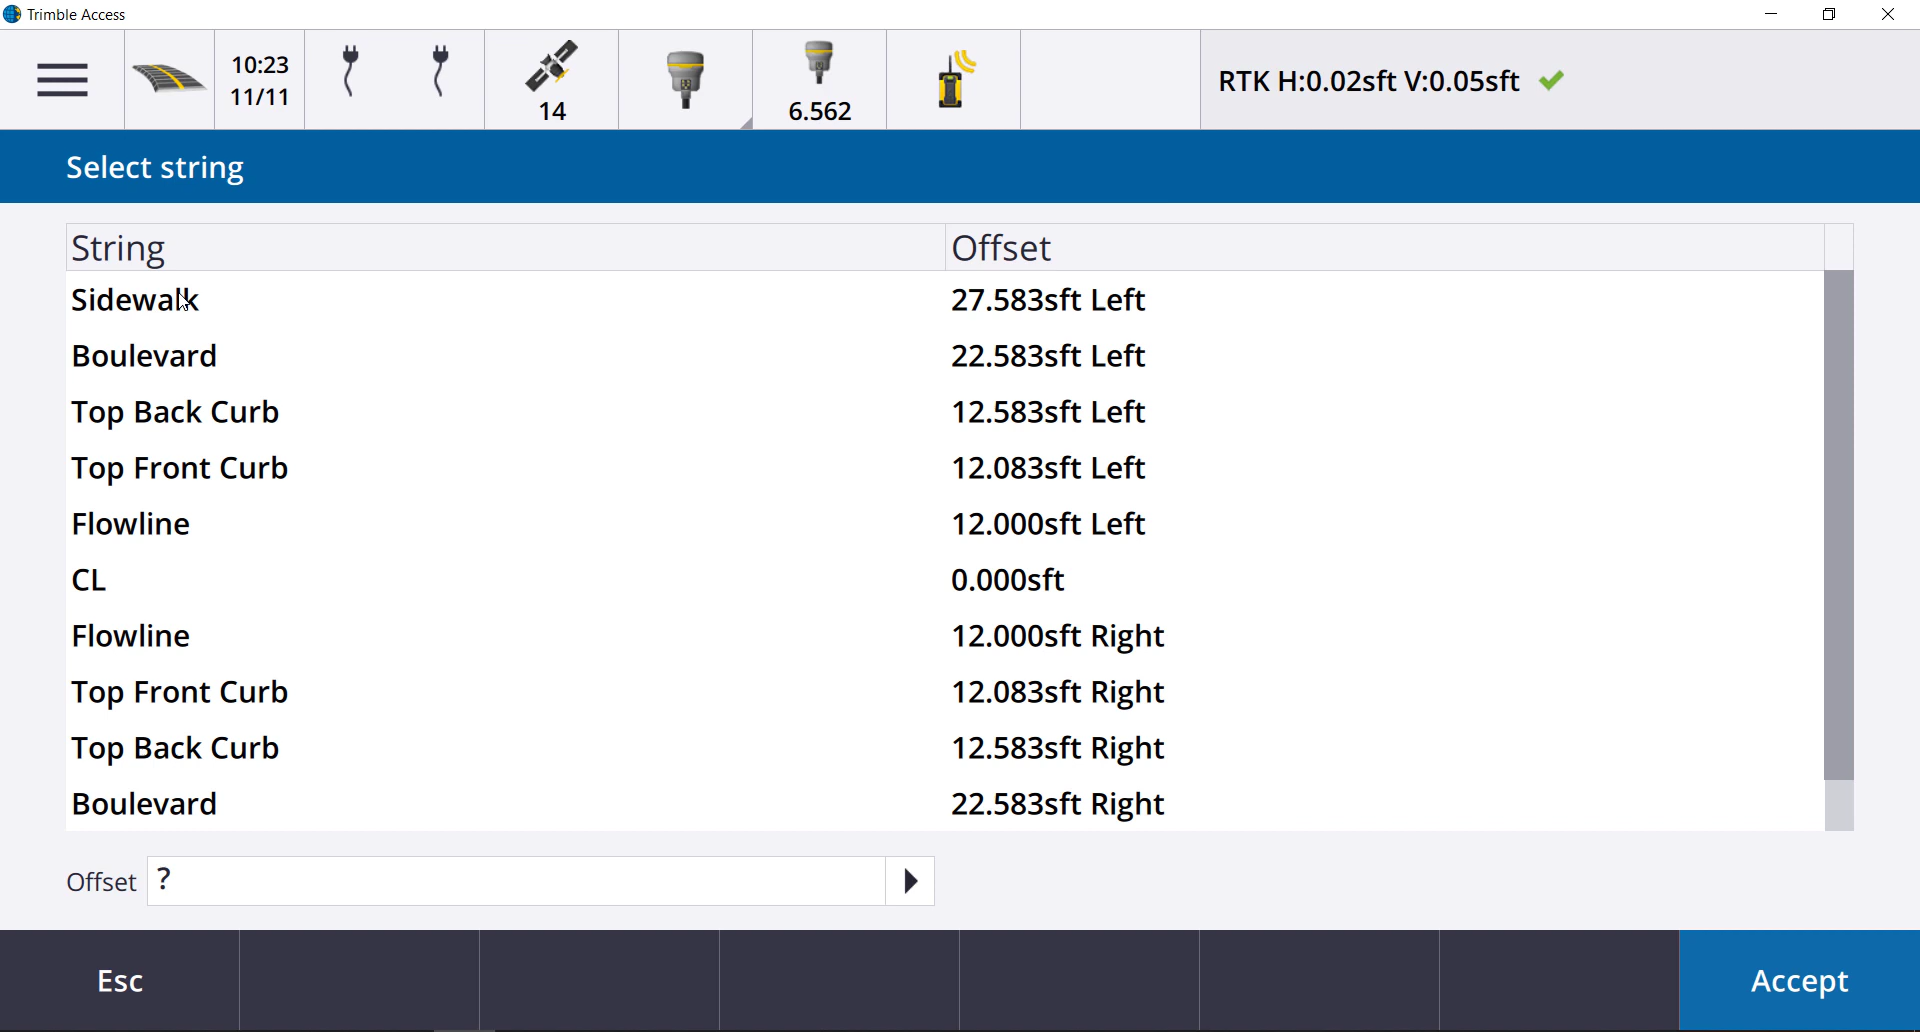 Trimble Access
10:23
11/11
14
6.562
RTK H:0.02sft V:0.05sft
Select string
String Offset
Sidewalk 27.583sft Left
Boulevard 22.583sft Left
Top Back Curb 12.583sft Left
Top Front Curb 12.083sft Left
Flowline 12.000sft Left
CL 0.000sft
Flowline 12.000sft Right
Top Front Curb 12.083sft Right
Top Back Curb 12.583sft Right
Boulevard 22.583sft Right
Offset ?
Esc Accept